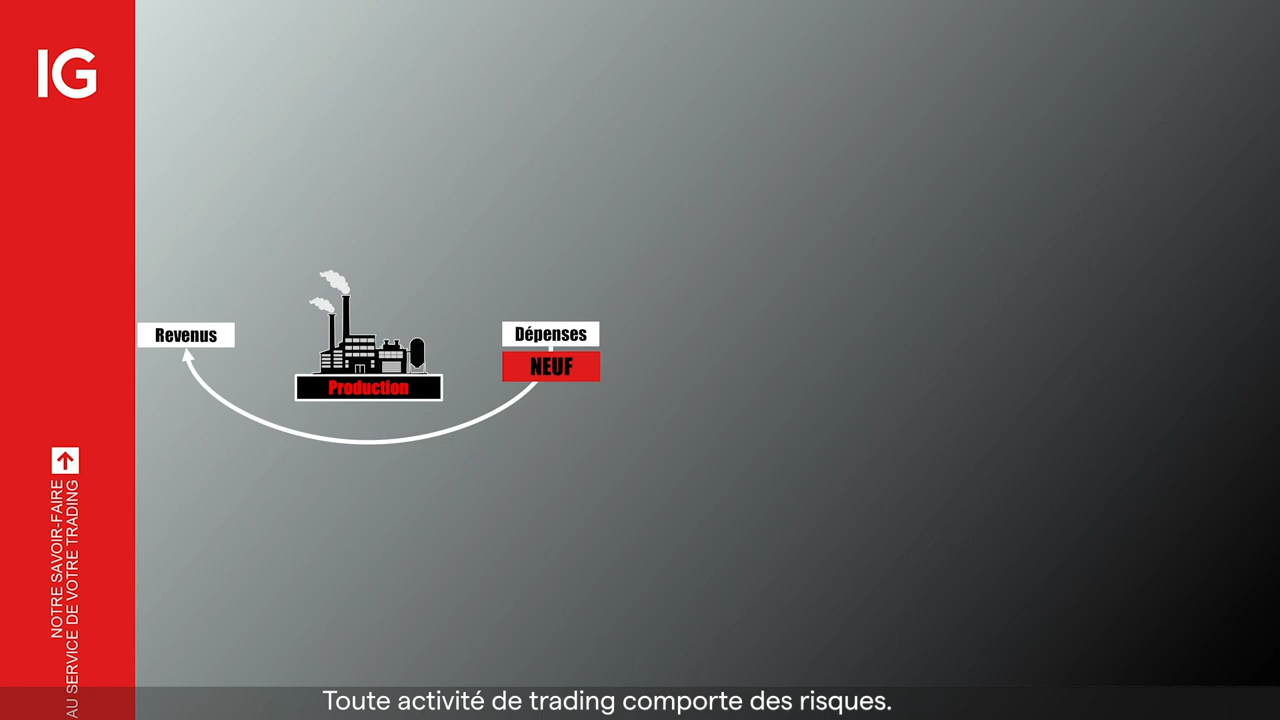 IG
Revenus
Dépenses
NEUF
Production
NOTRE SAVOIR-FAIRE
AU SERVICE DE VOTRE TRADING
Toute activité de trading comporte des risques.